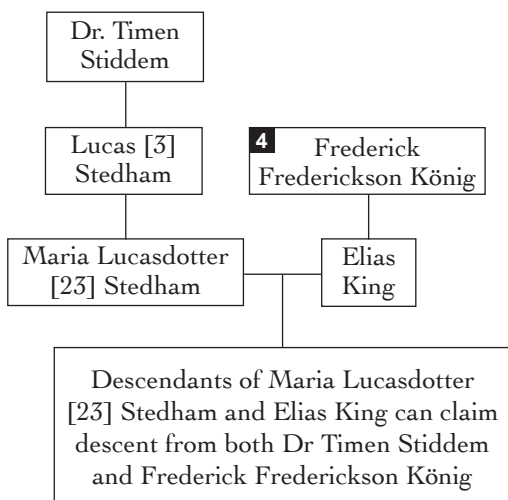 Dr. Timen
Stiddem
Lucas [3]
Stedham
4
Frederick
Frederickson König
Maria Lucasdotter
[23] Stedham
Elias
King
Descendants of Maria Lucasdotter
[23] Stedham and Elias King can claim
descent from both Dr Timen Stiddem
and Frederick Frederickson König